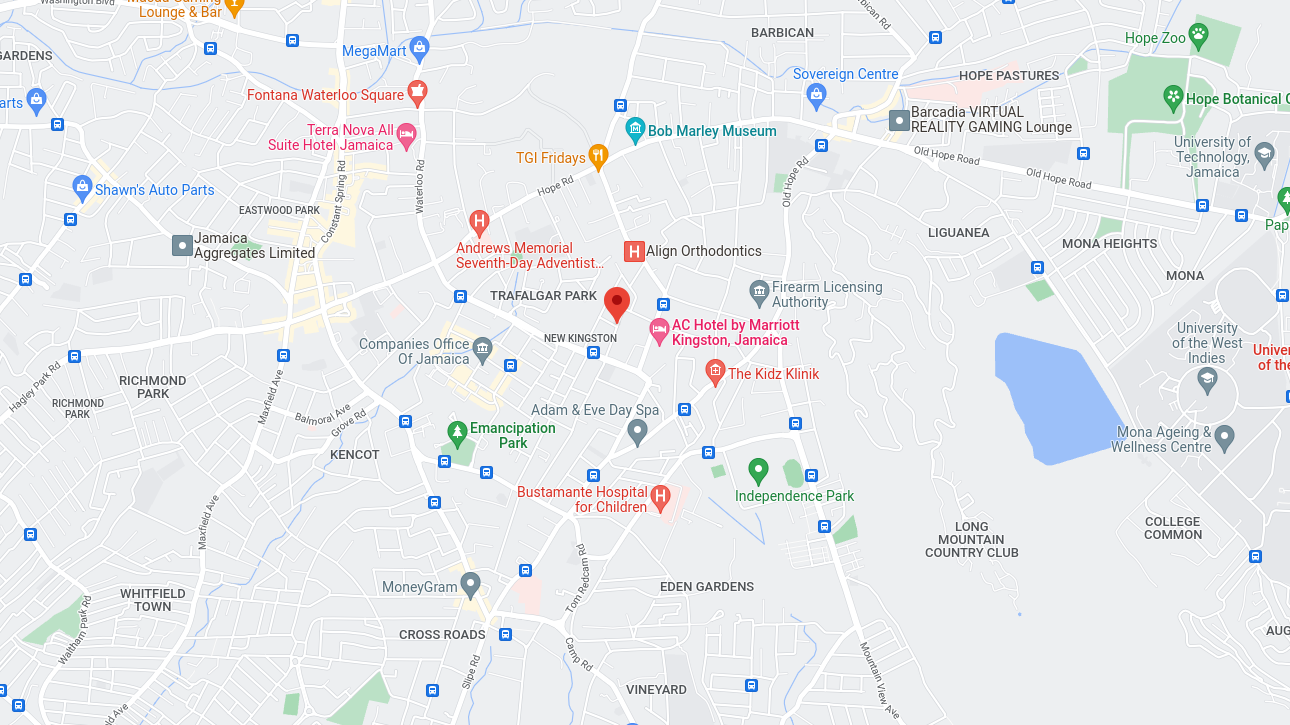 Washington Blvd
Lounge & Bar
Barbican Rd
BARBICAN
GARDENS
MegaMart
Hope Zoo
Sovereign Centre
HOPE PASTURES
Fontana Waterloo Square
arts
Hope Botanical
Barcadia VIRTUAL
REALITY GAMING Lounge
Terra Nova All
Suite Hotel Jamaica
Bob Marley Museum
TGI Fridays
Old Hope Road
University of
Technology,
Jamaica
Old Hope Road
Shawn's Auto Parts
Waterloo Rd
Hope Rd
Old Hope Rd
Constant Spring Rd
EASTWOOD PARK
Pap
LIGUANEA
MONA HEIGHTS
Jamaica
Aggregates Limited
Andrews Memorial
Seventh-Day Adventist...
Align Orthodontics
MONA
TRAFALGAR PARK
Firearm Licensing
Authority
NEW KINGSTON
AC Hotel by Marriott
Kingston, Jamaica
Companies Office
Of Jamaica
University
of the West
Indies
Univer
of the
Hagley Park Rd
RICHMOND
PARK
The Kidz Klinik
RICHMOND
PARK
Maxfield Ave
Balmoral Ave
Grove Rd
Adam & Eve Day Spa
Emancipation
Park
Mona Ageing &
Wellness Centre
KENCOT
Bustamante Hospital
for Children
Independence Park
Maxfield Ave
LONG
MOUNTAIN
COUNTRY CLUB
COLLEGE
COMMON
Tom Redcam Rd
MoneyGram
EDEN GARDENS
WHITFIELD
TOWN
Waltham Park Rd
CROSS ROADS
AUG
Camp Rd
Slipe Rd
Mountain View Ave
VINEYARD